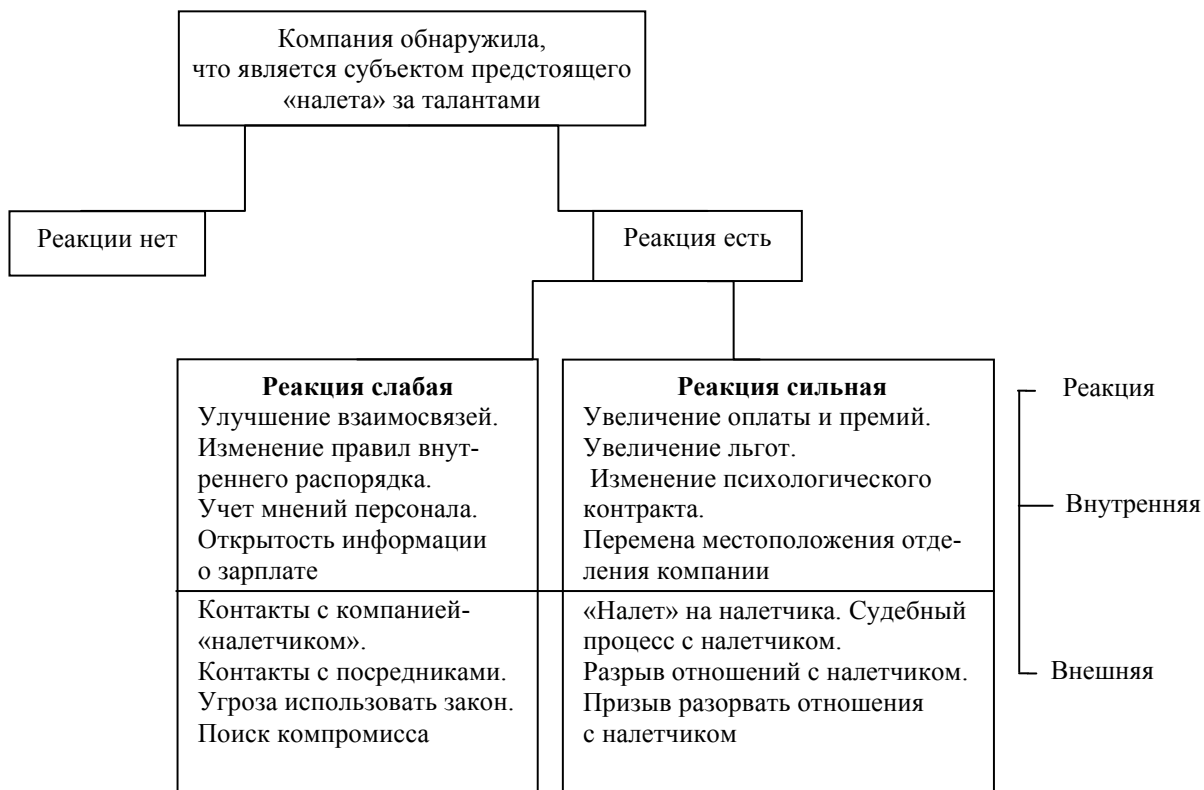 Компания обнаружила,
что является субъектом предстоящего
«налета» за талантами
Реакции нет
Реакция есть
Реакция слабая
Улучшение взаимосвязей.
Изменение правил внут-
реннего распорядка.
Учет мнений персонала.
Открытость информации
о зарплате
Реакция сильная
Увеличение оплаты и премий.
Увеличение льгот.
Изменение психологического
контракта.
Перемена местоположения отде-
ления компании
Реакция
Внутренняя
Контакты с компанией-
«налетчиком».
Контакты с посредниками.
Угроза использовать закон.
Поиск компромисса
«Налет» на налетчика. Судебный
процесс с налетчиком.
Разрыв отношений с налетчиком.
Призыв разорвать отношения
с налетчиком
Внешняя